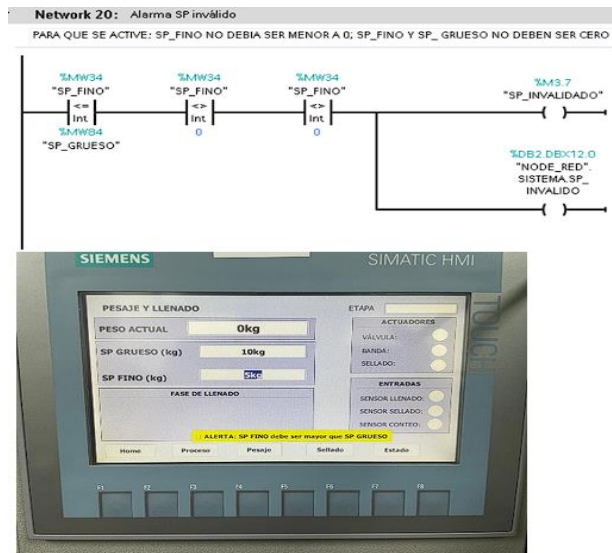 Network 20: Alarma SP inválido
PARA QUE SE ACTIVE: SP_FINO NO DEBIA SER MENOR A 0; SP_FINO Y SP_ GRUESO NO DEBEN SER CERO
%MW34 %MW34 %MW34 %M3.7
"SP_FINO" "SP_FINO" "SP_FINO" "SP_INVALIDADO"
<= <> <>
Int Int Int
%MW84 0 0
"SP_GRUESO"
%DB2.DBX12.0
"NODE_RED".
SISTEMA.SP_
INVALIDO
SIEMENS SIMATIC HMI
TOUCH
PESAJE Y LLENADO ETAPA
PESO ACTUAL 0kg ACTUADORES
VÁLVULA:
SP GRUESO (kg) 10kg BANDA:
SELLADO:
SP FINO (kg) 5kg
ENTRADAS
FASE DE LLENADO SENSOR LLENADO:
SENSOR SELLADO:
SENSOR CONTEO:
ALERTA: SP FINO debe ser mayor que SP GRUESO
Home Proceso Pesaje Sellado Estado
F1 F2 F3 F4 F5 F6 F7 F8